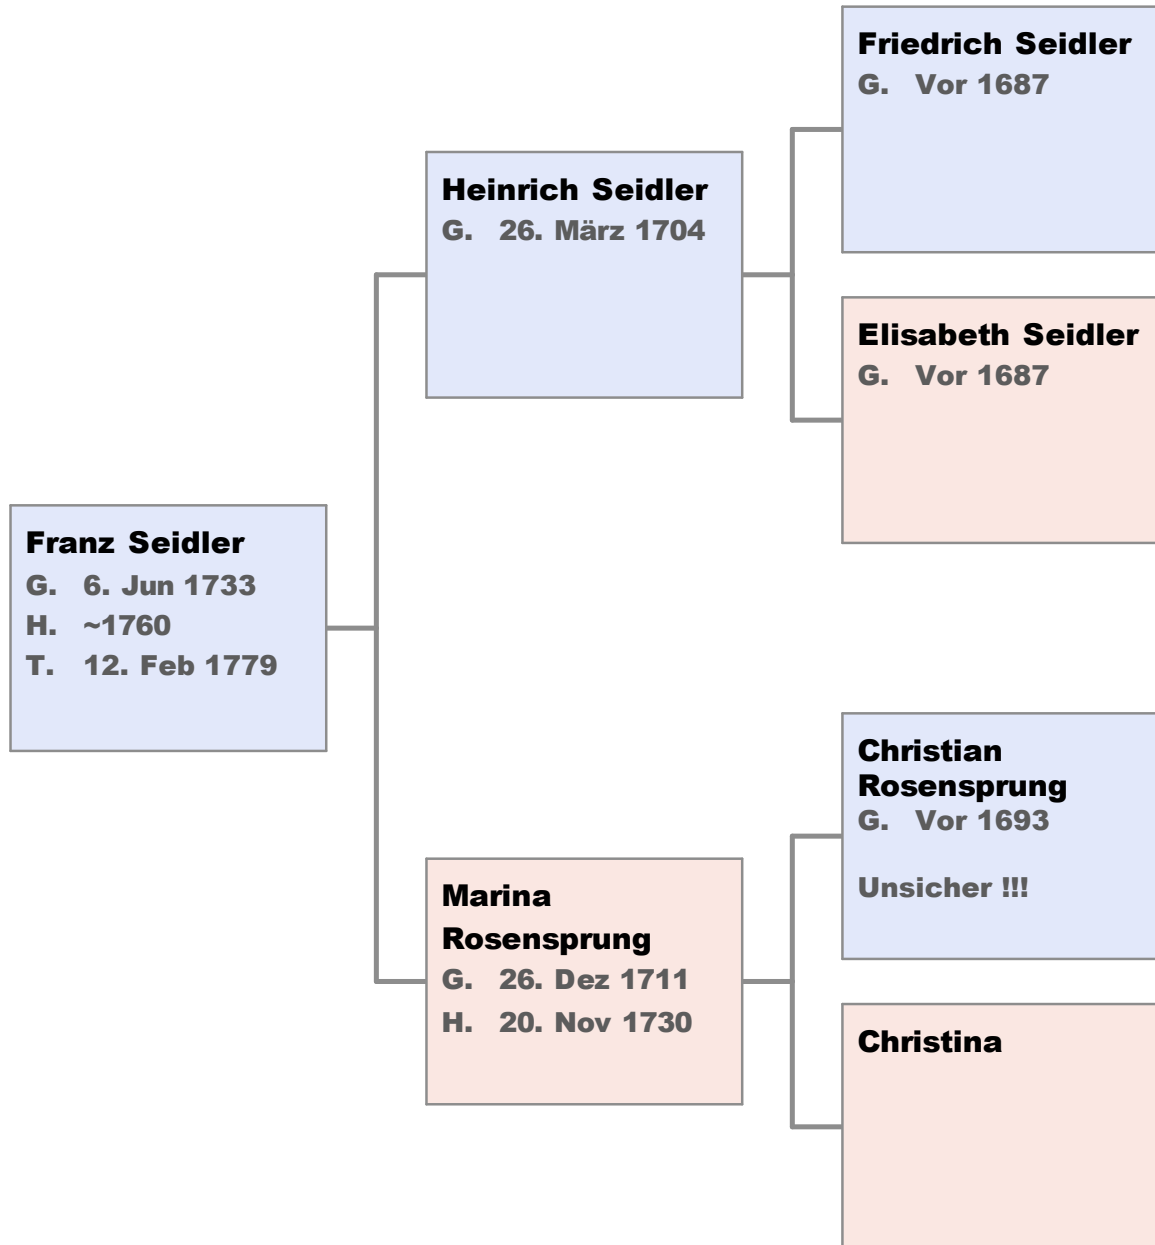 Friedrich Seidler
G. Vor 1687
Heinrich Seidler
G. 26. März 1704
Elisabeth Seidler
G. Vor 1687
Franz Seidler
G. 6. Jun 1733
H. ~1760
T. 12. Feb 1779
Christian
Rosensprung
G. Vor 1693
Unsicher !!!
Marina
Rosensprung
G. 26. Dez 1711
H. 20. Nov 1730
Christina